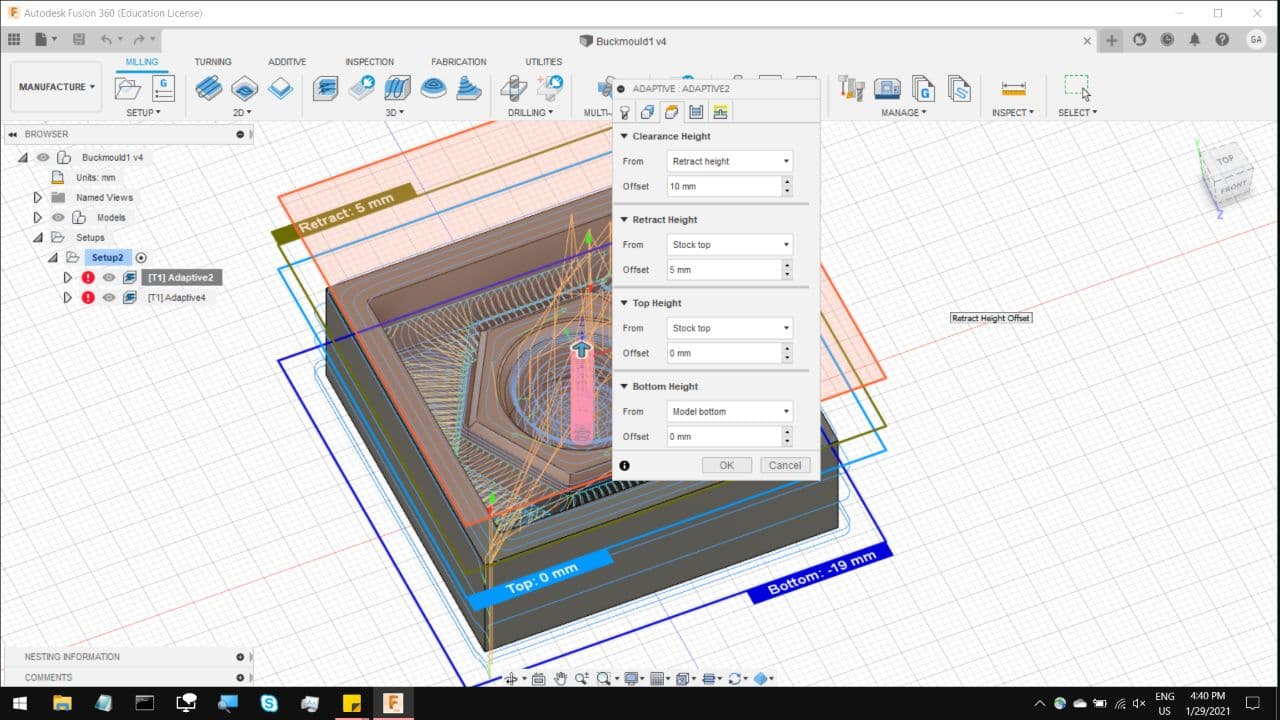 Autodesk Fusion 360 (Education License)
Buckmould1 v4
GA
MILLING TURNING ADDITIVE INSPECTION FABRICATION UTILITIES
MANUFACTURE
G
G
SETUP 2D 3D DRILLING MULTI- MANAGE INSPECT SELECT
ADAPTIVE : ADAPTIVE2
BROWSER
Buckmould1 v4
Units: mm
Named Views
Models
Setups
Setup2
[T1] Adaptive2
[T1] Adaptive4
Clearance Height
From Retract height
Offset 10 mm
Retract Height
From Stock top
Offset 5 mm
Top Height
From Stock top
Offset 0 mm
Bottom Height
From Model bottom
Offset 0 mm
OK Cancel
Retract: 5 mm
Top: 0 mm
Bottom: -19 mm
Retract Height Offset
TOP
FRONT
Z
NESTING INFORMATION
COMMENTS
ENG
US
4:40 PM
1/29/2021